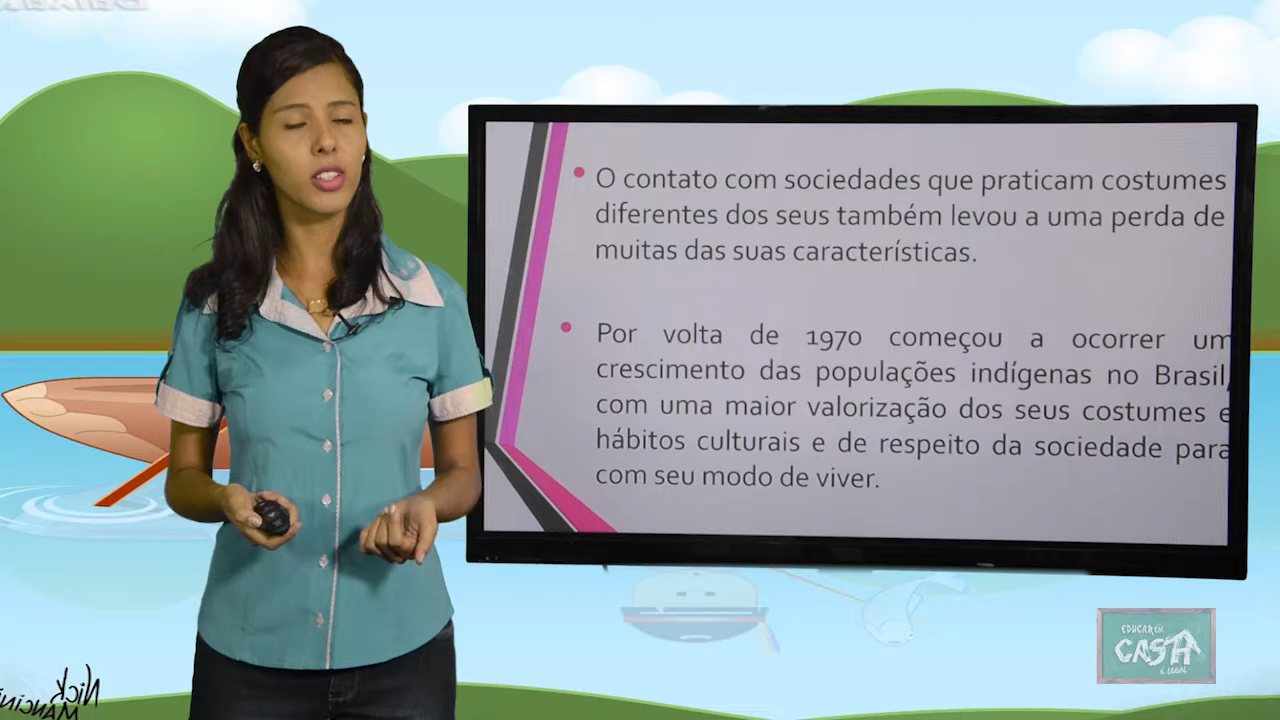 O contato com sociedades que praticam costumes
diferentes dos seus também levou a uma perda de
muitas das suas características.
Por volta de 1970 começou a ocorrer um
crescimento das populações indígenas no Brasil,
com uma maior valorização dos seus costumes e
hábitos culturais e de respeito da sociedade para
com seu modo de viver.
EDUCAR EM
CASA
É LEGAL
NICK
MANCINI